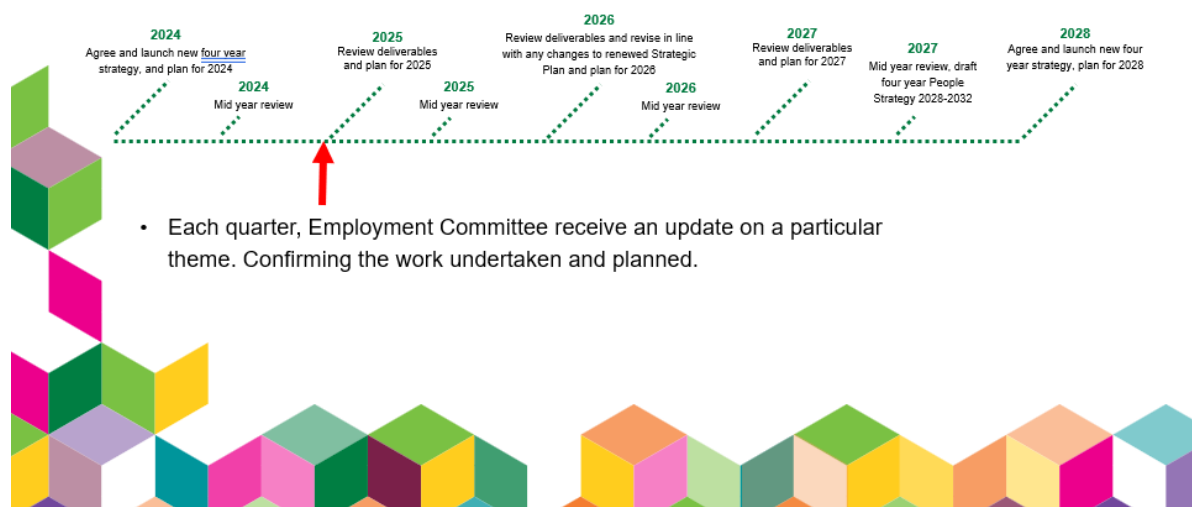 2024
Agree and launch new four year
strategy, and plan for 2024
2024
Mid year review
2025
Review deliverables
and plan for 2025
2025
Mid year review
2026
Review deliverables and revise in line
with any changes to renewed Strategic
Plan and plan for 2026
2026
Mid year review
2027
Review deliverables
and plan for 2027
2027
Mid year review, draft
four year People
Strategy 2028-2032
2028
Agree and launch new four
year strategy, plan for 2028
• Each quarter, Employment Committee receive an update on a particular
theme. Confirming the work undertaken and planned.